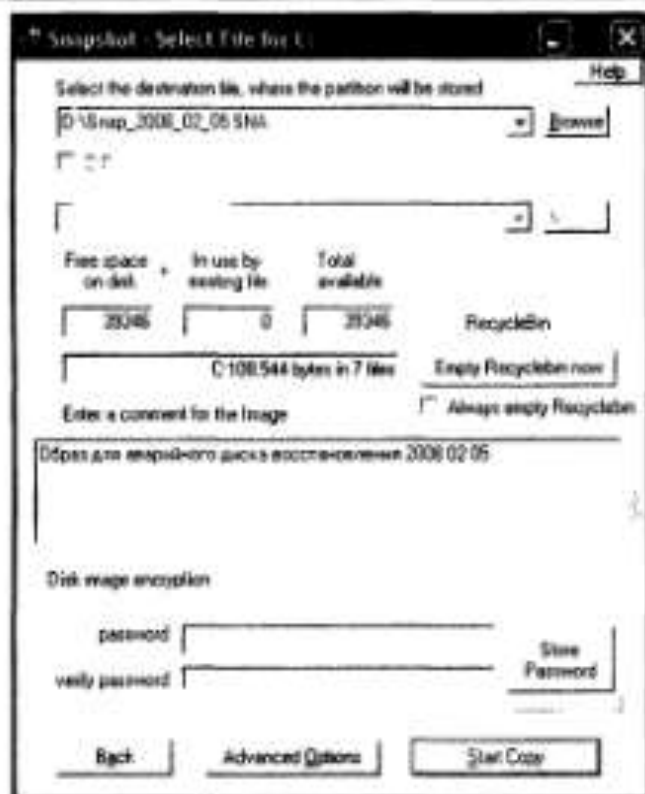 Snapshot - Select File for C:
Help
Select the destination file, where the partition will be stored
D:\Snap_2008_02_05.SNA
Browse
Free space on disk
+
In use by existing file
Total available
39346
0
39346
RecycleBin
C:108.544 bytes in 7 files
Empty Recyclebin now
Enter a comment for the Image
Always empty Recyclebin
Образ для аварийного диска восстановления 2008 02 05
Disk image encryption
password
verify password
Store Password
Back
Advanced Options
Start Copy